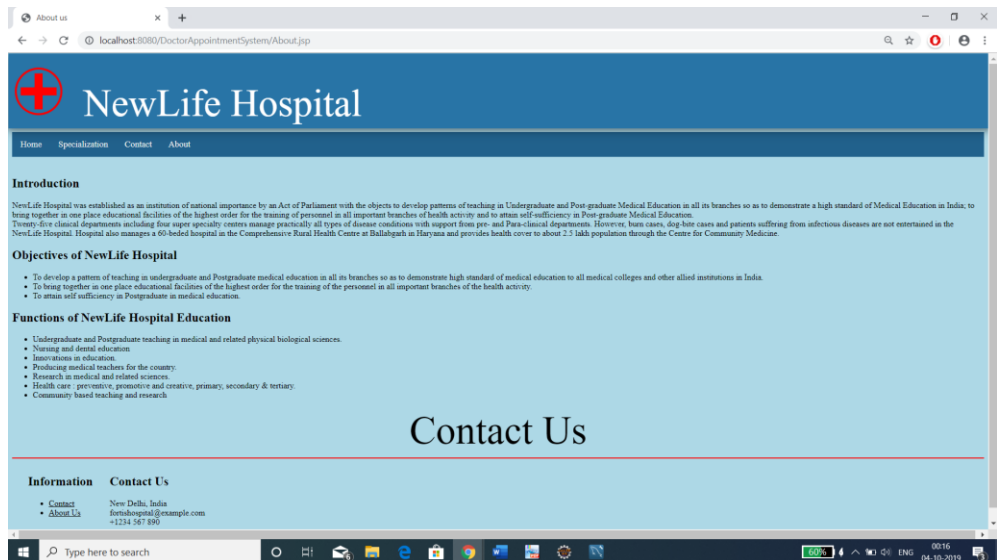 About us
localhost:8080/DoctorAppointmentSystem/About.jsp
NewLife Hospital
Home Specialization Contact About
Introduction
NewLife Hospital was established as an institution of national importance by an Act of Parliament with the objects to develop patterns of teaching in Undergraduate and Post-graduate Medical Education in all its branches so as to demonstrate a high standard of Medical Education in India; to
bring together in one place educational facilities of the highest order for the training of personnel in all important branches of health activity and to attain self-sufficiency in Post-graduate Medical Education.
Twenty-five clinical departments including four super specialty centers manage practically all types of disease conditions with support from pre- and Para-clinical departments. However, burn cases, dog-bite cases and patients suffering from infectious diseases are not entertained in the
NewLife Hospital. Hospital also manages a 60-beded hospital in the Comprehensive Rural Health Centre at Ballabgarh in Haryana and provides health cover to about 2.5 lakh population through the Centre for Community Medicine.
Objectives of NewLife Hospital
• To develop a pattern of teaching in undergraduate and Postgraduate medical education in all its branches so as to demonstrate high standard of medical education to all medical colleges and other allied institutions in India.
• To bring together in one place educational facilities of the highest order for the training of the personnel in all important branches of the health activity.
• To attain self sufficiency in Postgraduate in medical education.
Functions of NewLife Hospital Education
• Undergraduate and Postgraduate teaching in medical and related physical biological sciences.
• Nursing and dental education
• Innovations in education.
• Producing medical teachers for the country.
• Research in medical and related sciences.
• Health care : preventive, promotive and creative, primary, secondary & tertiary.
• Community based teaching and research
Contact Us
Information
• Contact
• About Us
Contact Us
New Delhi, India
fortishospital@example.com
+1234 567 890
Type here to search
60%
ENG
00:16
04-10-2019